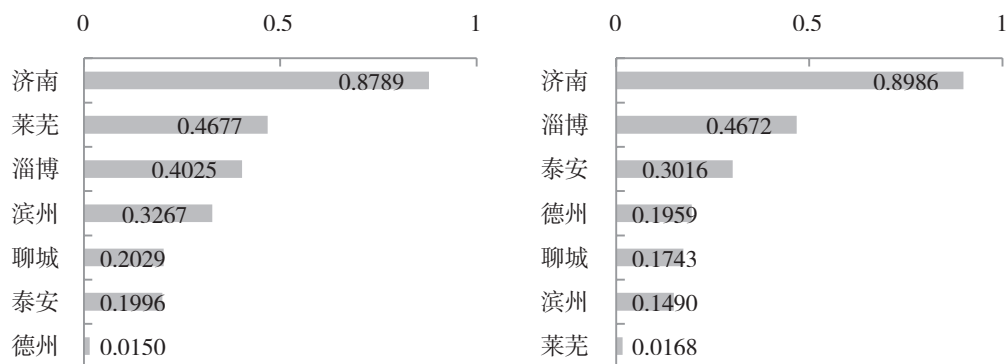 0 0.5 1
济南 0.8789
莱芜 0.4677
淄博 0.4025
滨州 0.3267
聊城 0.2029
泰安 0.1996
德州 0.0150
0 0.5 1
济南 0.8986
淄博 0.4672
泰安 0.3016
德州 0.1959
聊城 0.1743
滨州 0.1490
莱芜 0.0168